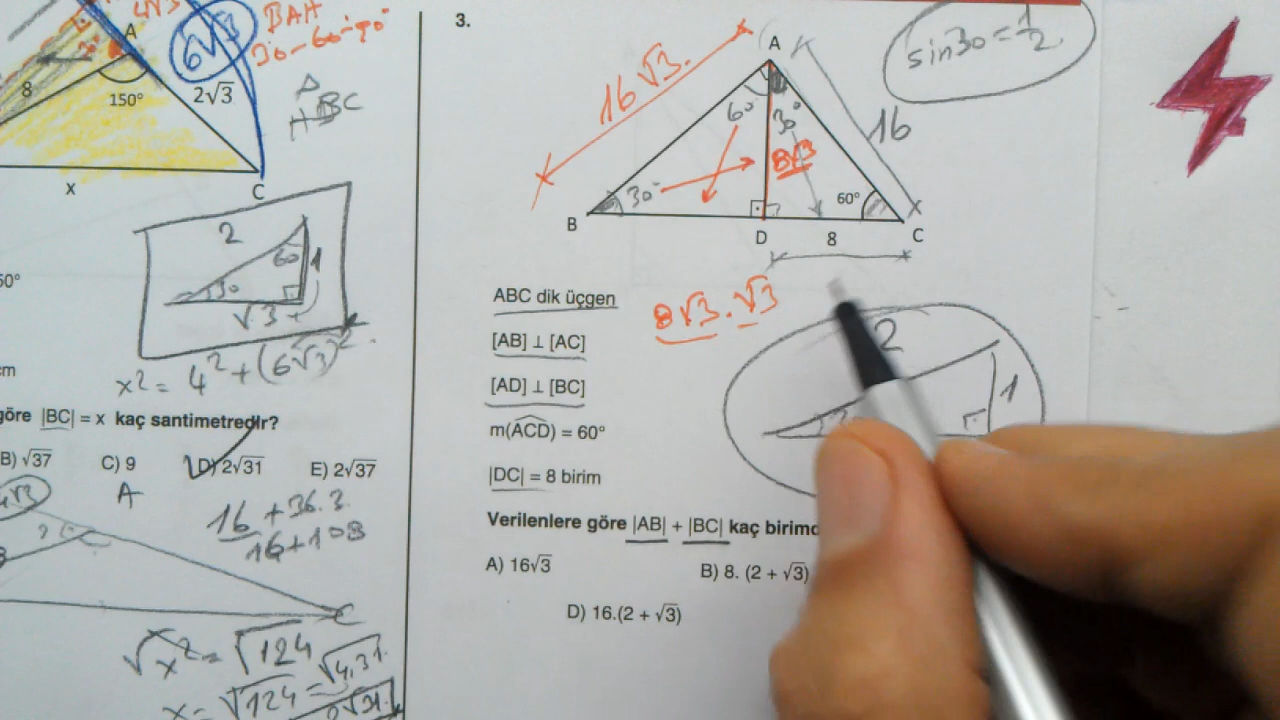 4√3
BAH
30-60-90
6√3
A
8
150°
2√3
BC
x
C
2
60
30
1
√3
x² = 4² + (6√3)²
göre |BC| = x kaç santimetredir?
B) √37
C) 9
D) 2√31
E) 2√37
A
16 + 36.3
16+108
C
√x² = √124
√4.31
x = √124 =
2√31
3.
sin30 = 1/2
16√3
A
60
30°
16
8√3
B
30°
60°
D
8
C
ABC dik üçgen
8√3 . √3
[AB] ⊥ [AC]
[AD] ⊥ [BC]
m(ACD) = 60°
|DC| = 8 birim
2
1
Verilenlere göre |AB| + |BC| kaç
A) 16√3
B) 8. (2 + √3)
D) 16.(2 + √3)